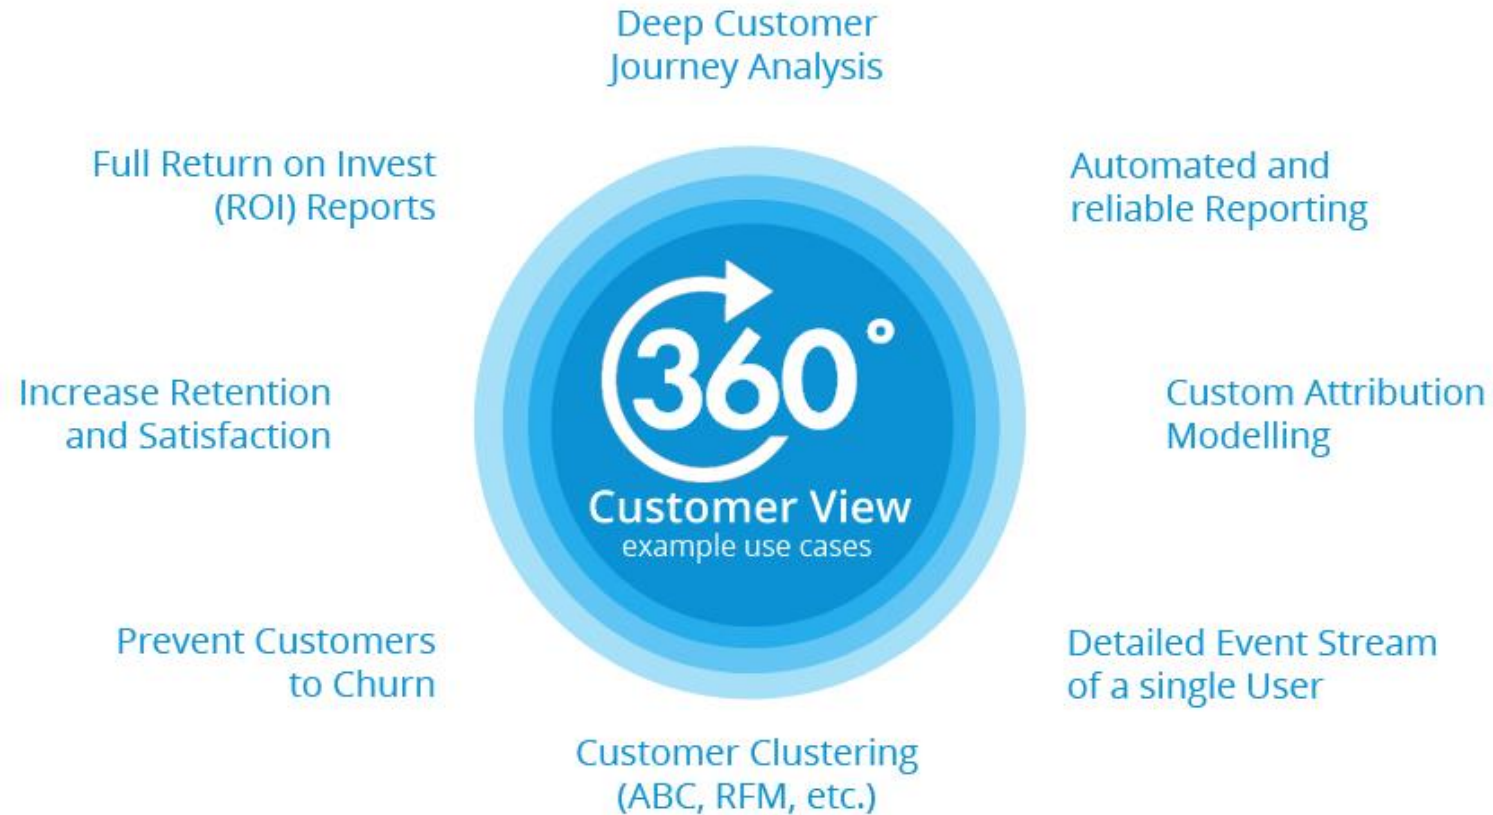 Deep Customer
Journey Analysis
Full Return on Invest
(ROI) Reports
Automated and
reliable Reporting
360°
Customer View
example use cases
Increase Retention
and Satisfaction
Custom Attribution
Modelling
Prevent Customers
to Churn
Detailed Event Stream
of a single User
Customer Clustering
(ABC, RFM, etc.)